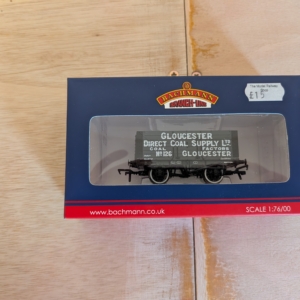 BACHMANN
BRANCH-LINE
£15
GLOUCESTER
DIRECT COAL SUPPLY LTD
COAL FACTORS
No 126 GLOUCESTER
www.bachmann.co.uk
SCALE 1:76/00